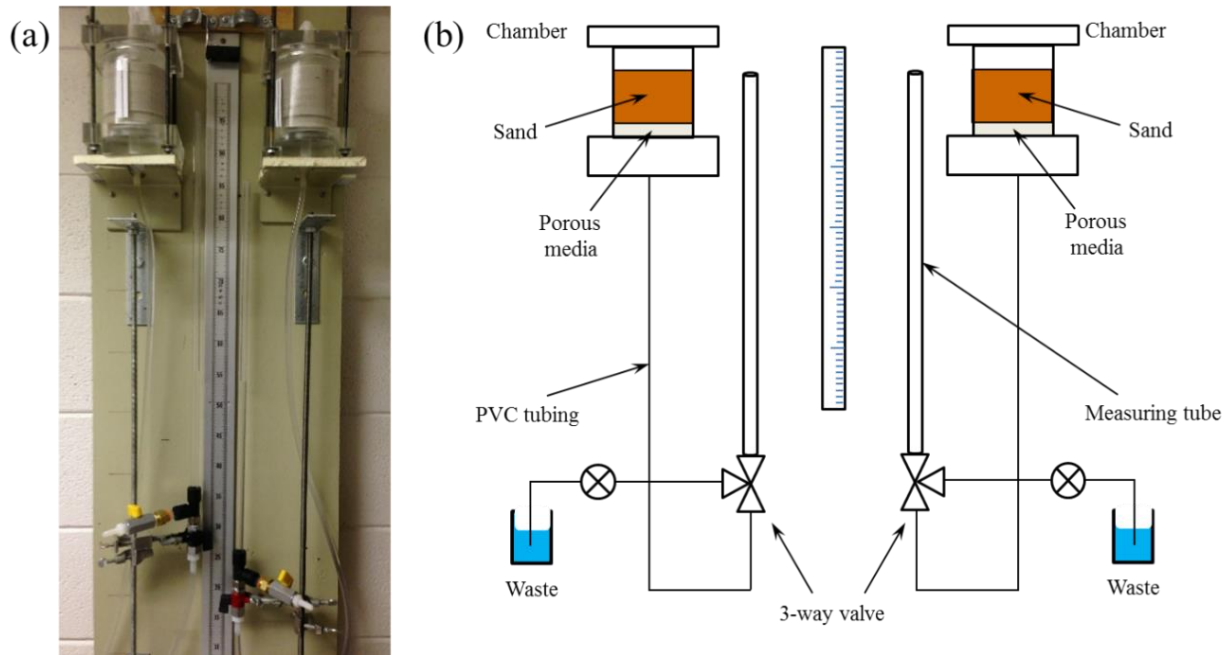 (a)
(b)
Chamber
Chamber
Sand
Sand
Porous
media
Porous
media
PVC tubing
Measuring tube
Waste
Waste
3-way valve